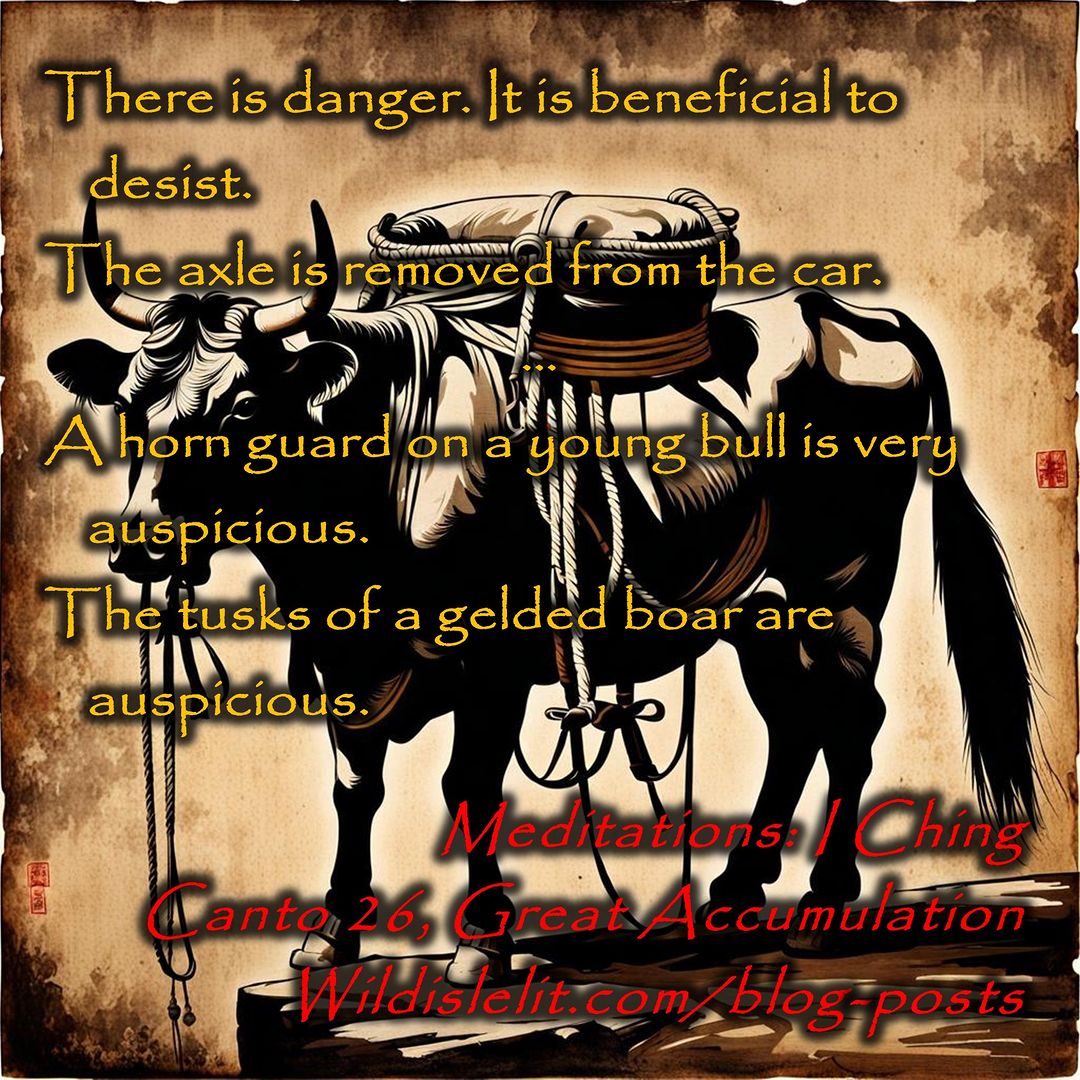 There is danger. It is beneficial to
desist.
The axle is removed from the car.
...
A horn guard on a young bull is very
auspicious.
The tusks of a gelded boar are
auspicious.
Meditations: I Ching
Canto 26, Great Accumulation
Wildislelit.com/blog-posts